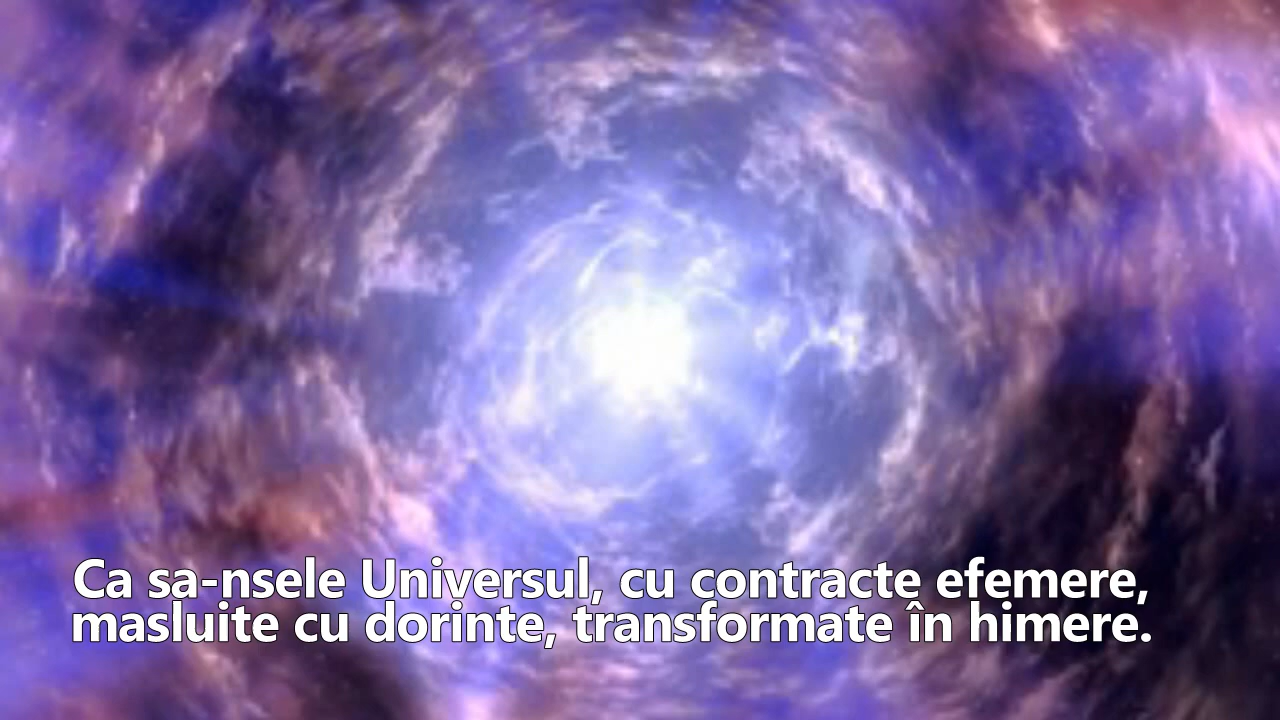 Ca sa-nsele Universul, cu contracte efemere,
masluite cu dorinte, transformate în himere.